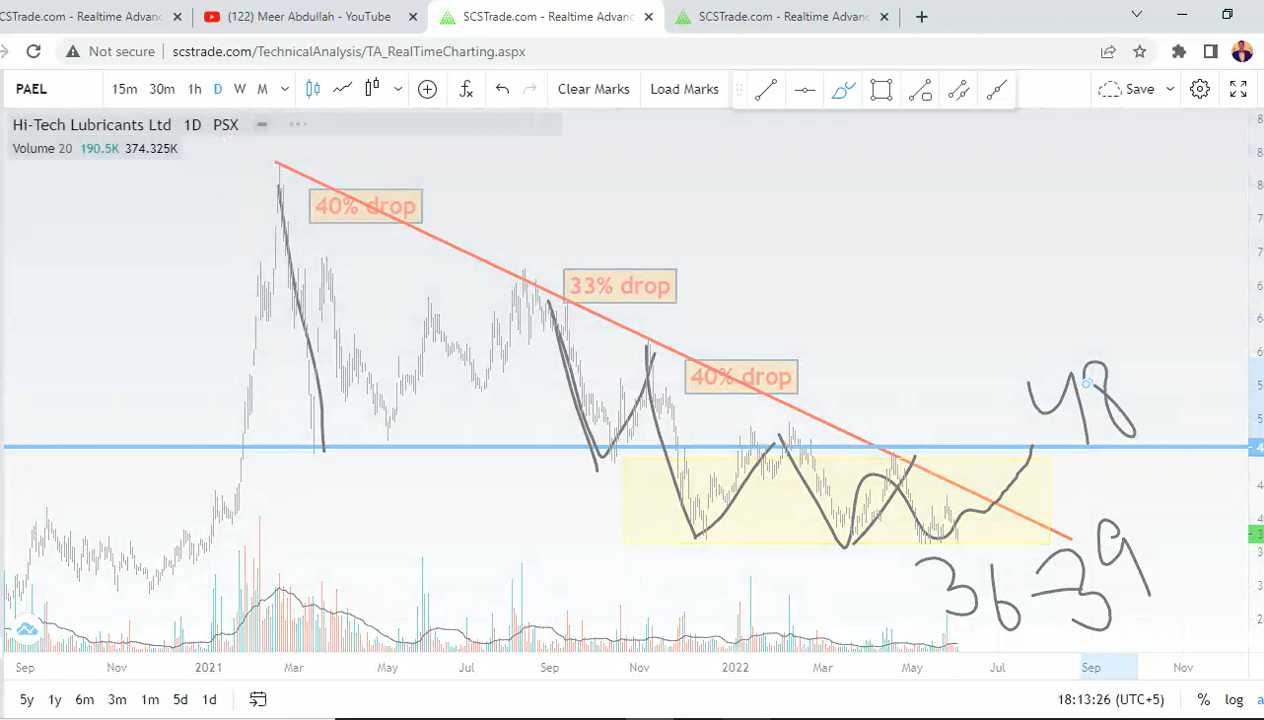 SCSTrade.com - Realtime Advanc
(122) Meer Abdullah - YouTube
SCSTrade.com - Realtime Advanc
SCSTrade.com - Realtime Advanc
Not secure scstrade.com/TechnicalAnalysis/TA_RealTimeCharting.aspx
PAEL 15m 30m 1h D W M Clear Marks Load Marks Save
Hi-Tech Lubricants Ltd 1D PSX
Volume 20 190.5K 374.325K
40% drop
33% drop
40% drop
48
36 - 39
Sep Nov 2021 Mar May Jul Sep Nov 2022 Mar May Jul Sep Nov
5y 1y 6m 3m 1m 5d 1d 18:13:26 (UTC+5) % log